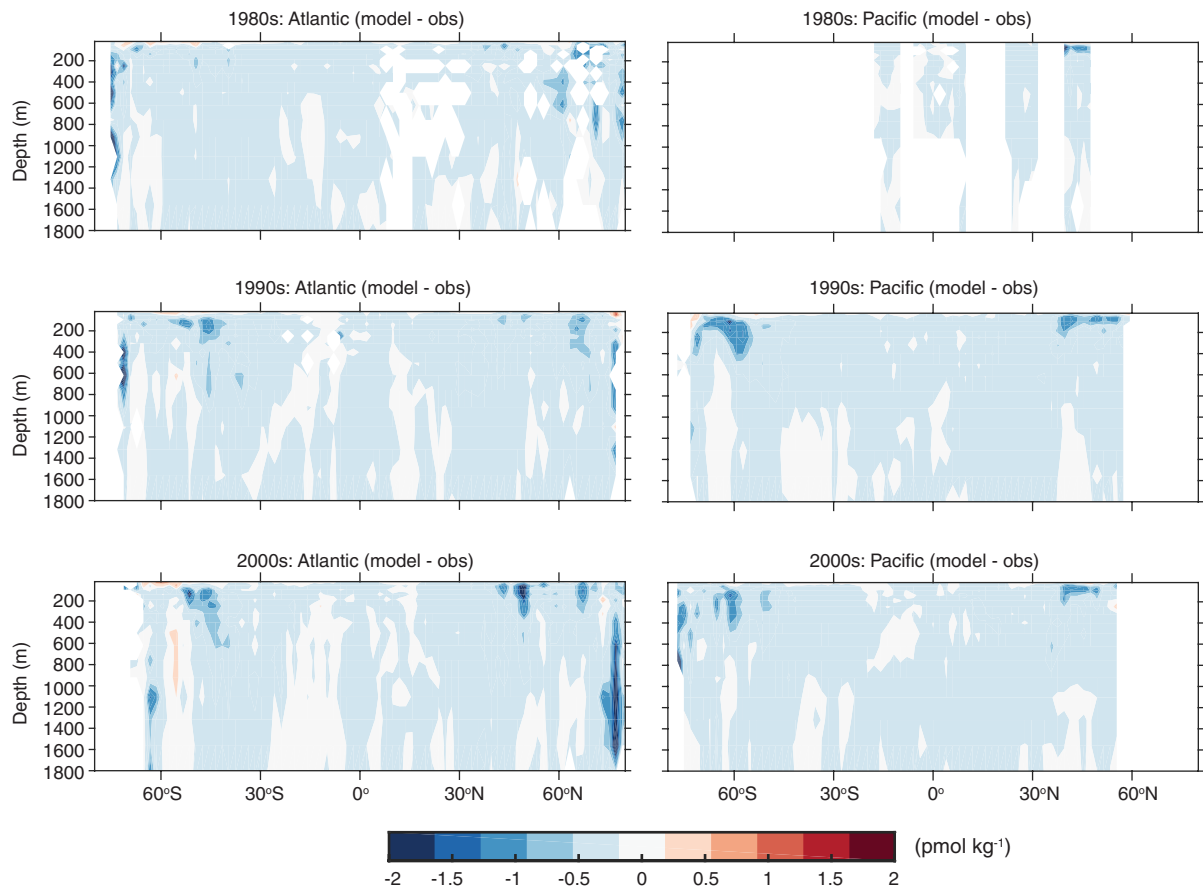 1980s: Atlantic (model - obs)
1980s: Pacific (model - obs)
Depth (m)
200
400
600
800
1000
1200
1400
1600
1800
1990s: Atlantic (model - obs)
1990s: Pacific (model - obs)
Depth (m)
200
400
600
800
1000
1200
1400
1600
1800
2000s: Atlantic (model - obs)
2000s: Pacific (model - obs)
Depth (m)
200
400
600
800
1000
1200
1400
1600
1800
60°S 30°S 0° 30°N 60°N
60°S 30°S 0° 30°N 60°N
-2 -1.5 -1 -0.5 0 0.5 1 1.5 2
(pmol kg⁻¹)